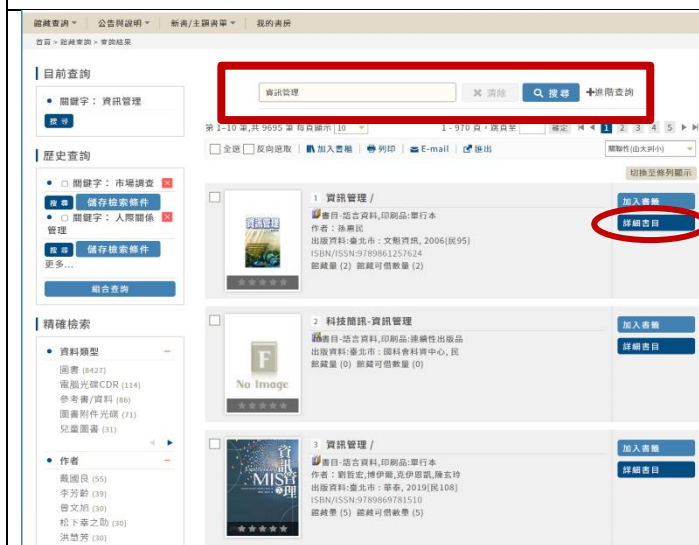 館藏查詢 公告與說明 新書/主題書單 我的書房
首頁 > 館藏查詢 > 查詢結果
目前查詢
關鍵字： 資訊管理
搜尋
歷史查詢
關鍵字： 市場調查
搜尋 儲存檢索條件
關鍵字： 人際關係
管理
搜尋 儲存檢索條件
更多...
組合查詢
精確檢索
資料類型
圖書 (8427)
電腦光碟CDR (114)
參考書/資料 (86)
圖書附件光碟 (71)
兒童圖書 (31)
作者
戴國良 (55)
李芳齡 (39)
曾文旭 (30)
松下幸之助 (30)
洪慧芳 (30)
資訊管理 清除 搜尋 進階查詢
第 1-10 筆,共 9695 筆 每頁顯示 10 1 - 970 頁，跳頁至 確定 1 2 3 4 5
全選 反向選取 加入書櫃 列印 E-mail 匯出 關聯性(由大到小)
切換至條列顯示
1 資訊管理 /
書目-語言資料,印刷品:單行本
作者：孫惠民
出版資料:臺北市 : 文魁資訊, 2006[民95]
ISBN/ISSN:9789861257624
館藏量 (2) 館藏可借數量 (2)
加入書籤
詳細書目
資訊管理
2 科技簡訊-資訊管理
書目-語言資料,印刷品:連續性出版品
出版資料:臺北市 : 國科會科資中心, 民
館藏量 (0) 館藏可借數量 (0)
加入書籤
詳細書目
F
No Image
3 資訊管理 /
書目-語言資料,印刷品:單行本
作者：劉哲宏,博伊爾,克伊恩凱,陳玄玲
出版資料:臺北市 : 華泰, 2019[民108]
ISBN/ISSN:9789869781510
館藏量 (5) 館藏可借數量 (5)
加入書籤
詳細書目
資訊管理
MIS